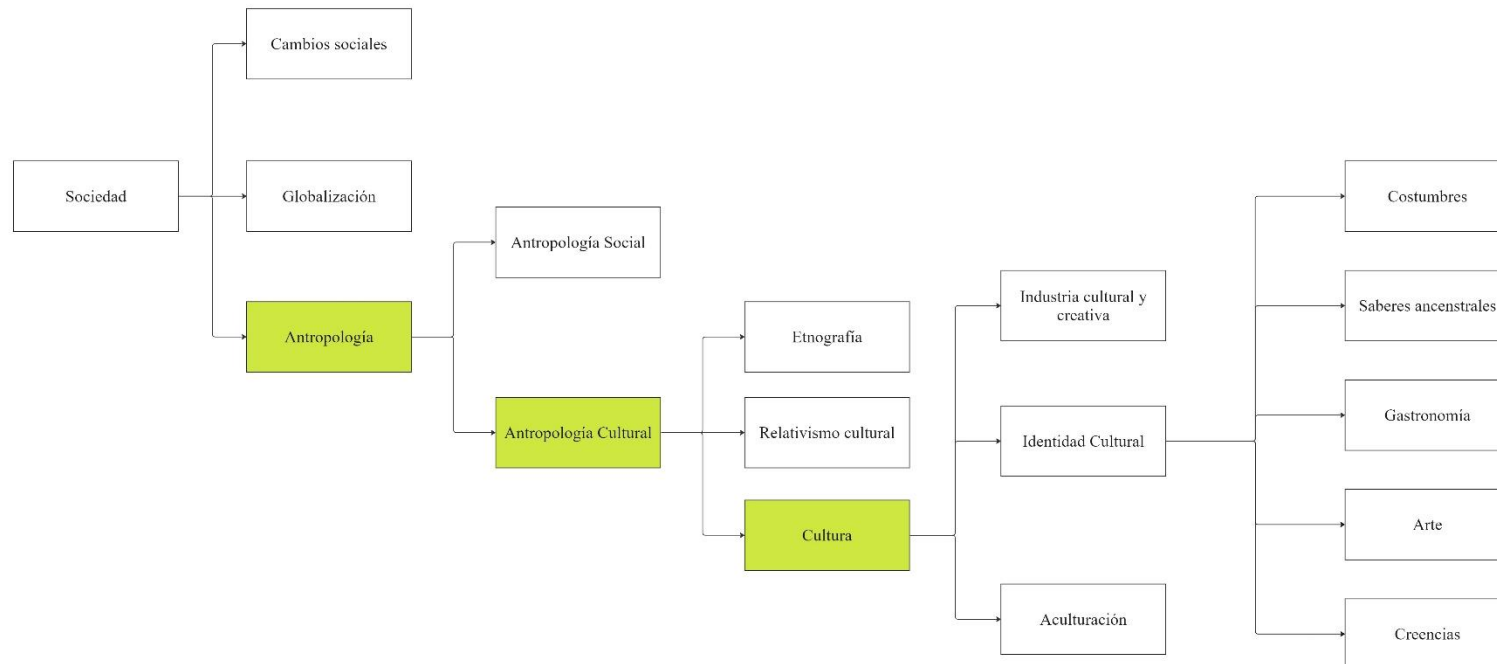 Cambios sociales
Sociedad
Globalización
Antropología
Antropología Social
Antropología Cultural
Etnografía
Relativismo cultural
Cultura
Industria cultural y
creativa
Identidad Cultural
Aculturación
Costumbres
Saberes ancenstrales
Gastronomía
Arte
Creencias